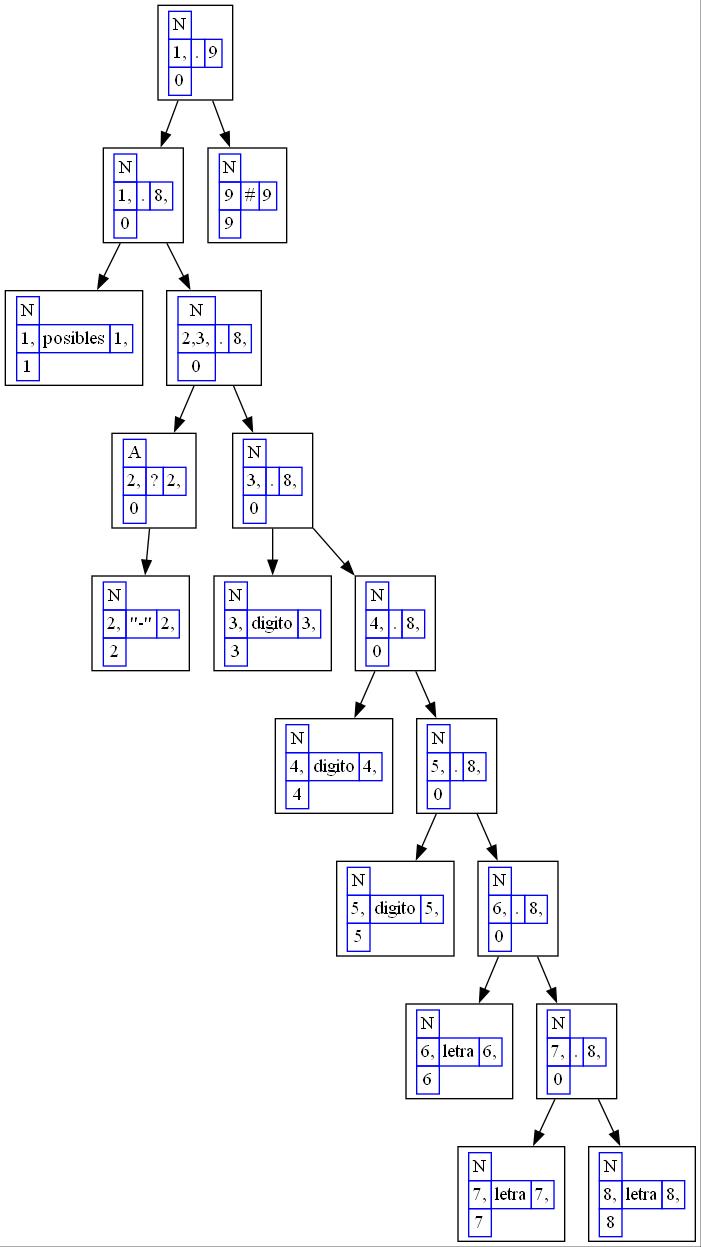 N
1, . 9
0
N
1, . 8,
0
N
9 # 9
9
N
1, posibles 1,
1
N
2,3, . 8,
0
A
2, ? 2,
0
N
3, . 8,
0
N
2, "-" 2,
2
N
3, digito 3,
3
N
4, . 8,
0
N
4, digito 4,
4
N
5, . 8,
0
N
5, digito 5,
5
N
6, . 8,
0
N
6, letra 6,
6
N
7, . 8,
0
N
7, letra 7,
7
N
8, letra 8,
8